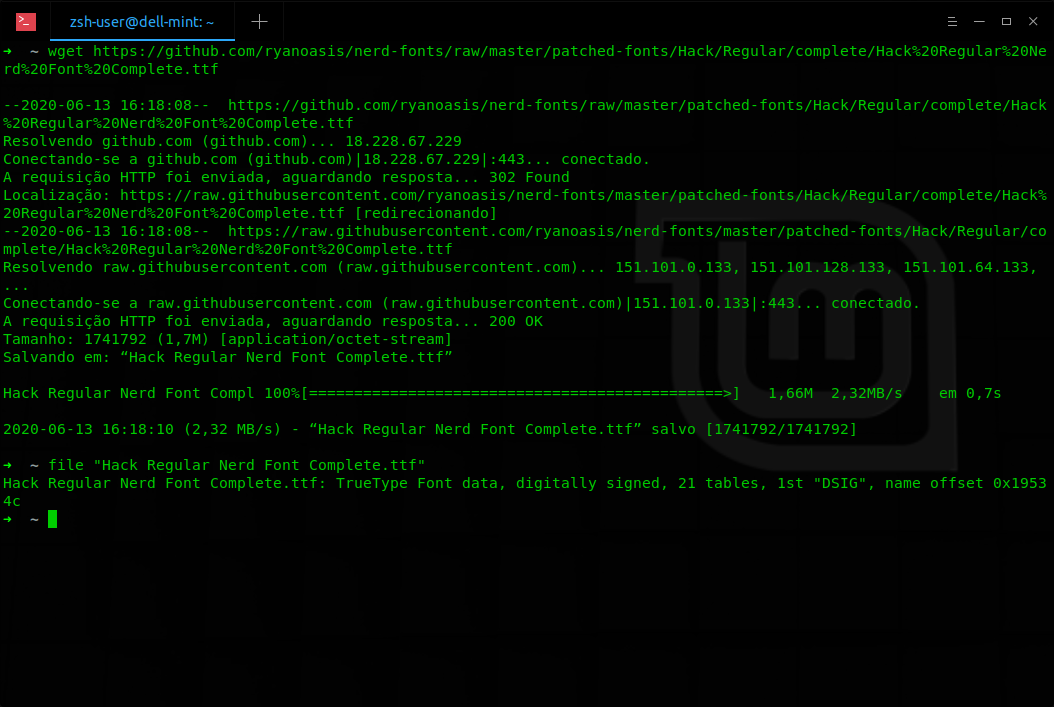 zsh-user@dell-mint: ~
➜  ~ wget https://github.com/ryanoasis/nerd-fonts/raw/master/patched-fonts/Hack/Regular/complete/Hack%20Regular%20Ne
rd%20Font%20Complete.ttf
--2020-06-13 16:18:08--  https://github.com/ryanoasis/nerd-fonts/raw/master/patched-fonts/Hack/Regular/complete/Hack
%20Regular%20Nerd%20Font%20Complete.ttf
Resolvendo github.com (github.com)... 18.228.67.229
Conectando-se a github.com (github.com)|18.228.67.229|:443... conectado.
A requisição HTTP foi enviada, aguardando resposta... 302 Found
Localização: https://raw.githubusercontent.com/ryanoasis/nerd-fonts/master/patched-fonts/Hack/Regular/complete/Hack%
20Regular%20Nerd%20Font%20Complete.ttf [redirecionando]
--2020-06-13 16:18:08--  https://raw.githubusercontent.com/ryanoasis/nerd-fonts/master/patched-fonts/Hack/Regular/co
mplete/Hack%20Regular%20Nerd%20Font%20Complete.ttf
Resolvendo raw.githubusercontent.com (raw.githubusercontent.com)... 151.101.0.133, 151.101.128.133, 151.101.64.133,
...
Conectando-se a raw.githubusercontent.com (raw.githubusercontent.com)|151.101.0.133|:443... conectado.
A requisição HTTP foi enviada, aguardando resposta... 200 OK
Tamanho: 1741792 (1,7M) [application/octet-stream]
Salvando em: “Hack Regular Nerd Font Complete.ttf”
Hack Regular Nerd Font Compl 100%[==============================================>]   1,66M  2,32MB/s    em 0,7s
2020-06-13 16:18:10 (2,32 MB/s) - “Hack Regular Nerd Font Complete.ttf” salvo [1741792/1741792]
➜  ~ file "Hack Regular Nerd Font Complete.ttf"
Hack Regular Nerd Font Complete.ttf: TrueType Font data, digitally signed, 21 tables, 1st "DSIG", name offset 0x1953
4c
➜  ~